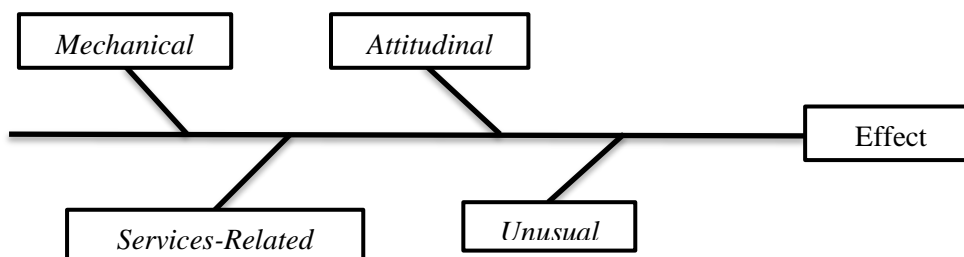 Mechanical
Attitudinal
Effect
Services-Related
Unusual